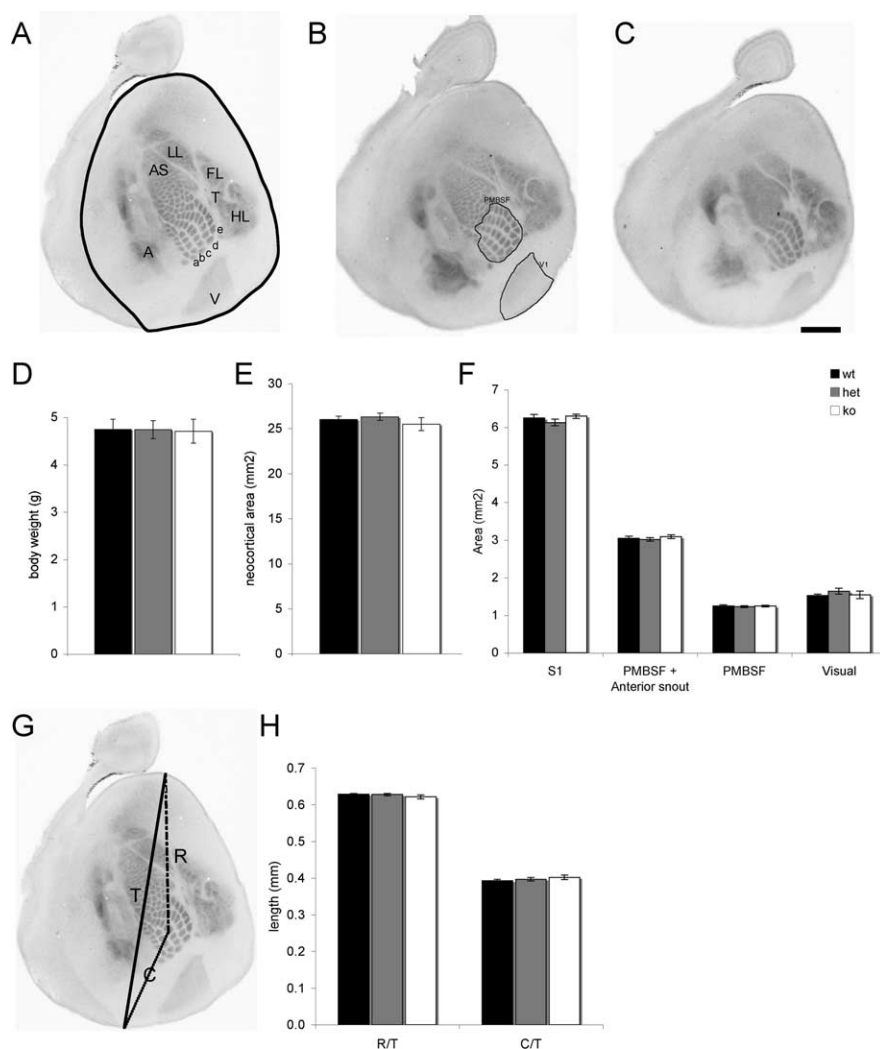 A
B
C
LL
AS
FL
T
HL
A
e
d
c
b
a
V
PMBSF
V1
D
E
F
body weight (g)
5
4
3
2
1
0
neocortical area (mm2)
30
25
20
15
10
5
0
Area (mm2)
7
6
5
4
3
2
1
0
wt
het
ko
S1
PMBSF +
Anterior snout
PMBSF
Visual
G
T
R
C
H
length (mm)
0.7
0.6
0.5
0.4
0.3
0.2
0.1
0.0
R/T
C/T